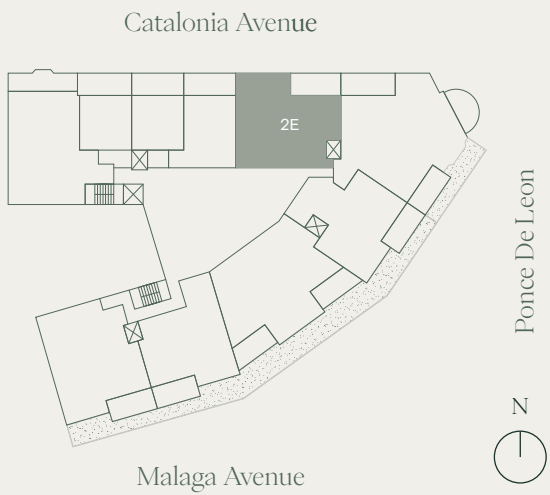 Catalonia Avenue
2E
Ponce De Leon
N
Malaga Avenue